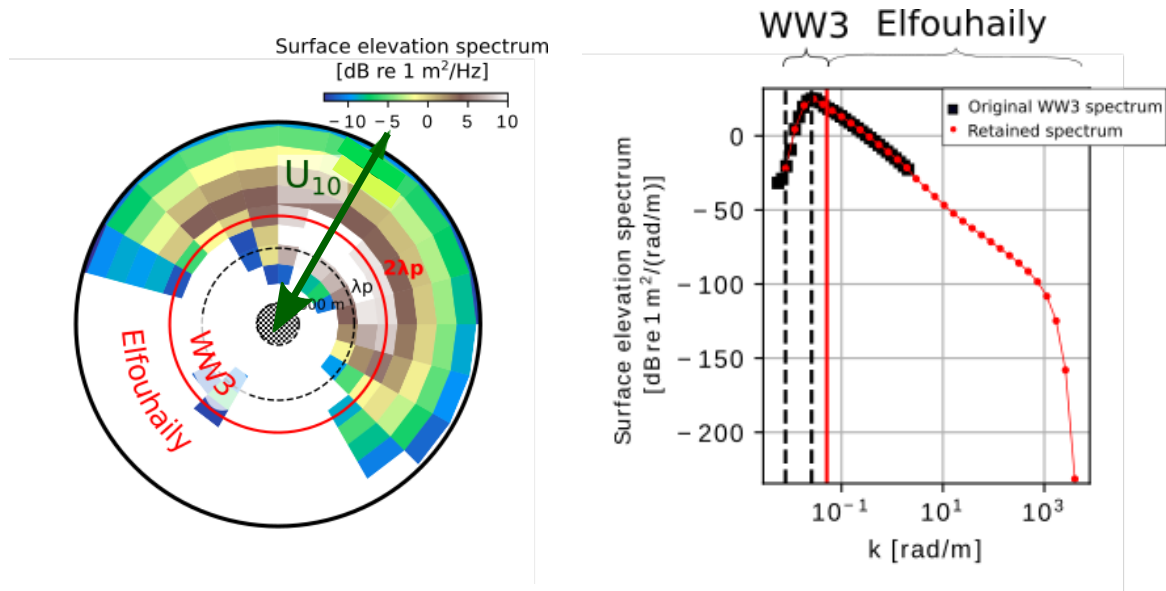 Surface elevation spectrum
[dB re 1 m²/Hz]
−10 −5 0 5 10
U₁₀
2λp
λp
00 m
WW3
Elfouhaily
WW3 Elfouhaily
Original WW3 spectrum
Retained spectrum
Surface elevation spectrum
[dB re 1 m²/(rad/m)]
0
−50
−100
−150
−200
10⁻¹ 10¹ 10³
k [rad/m]